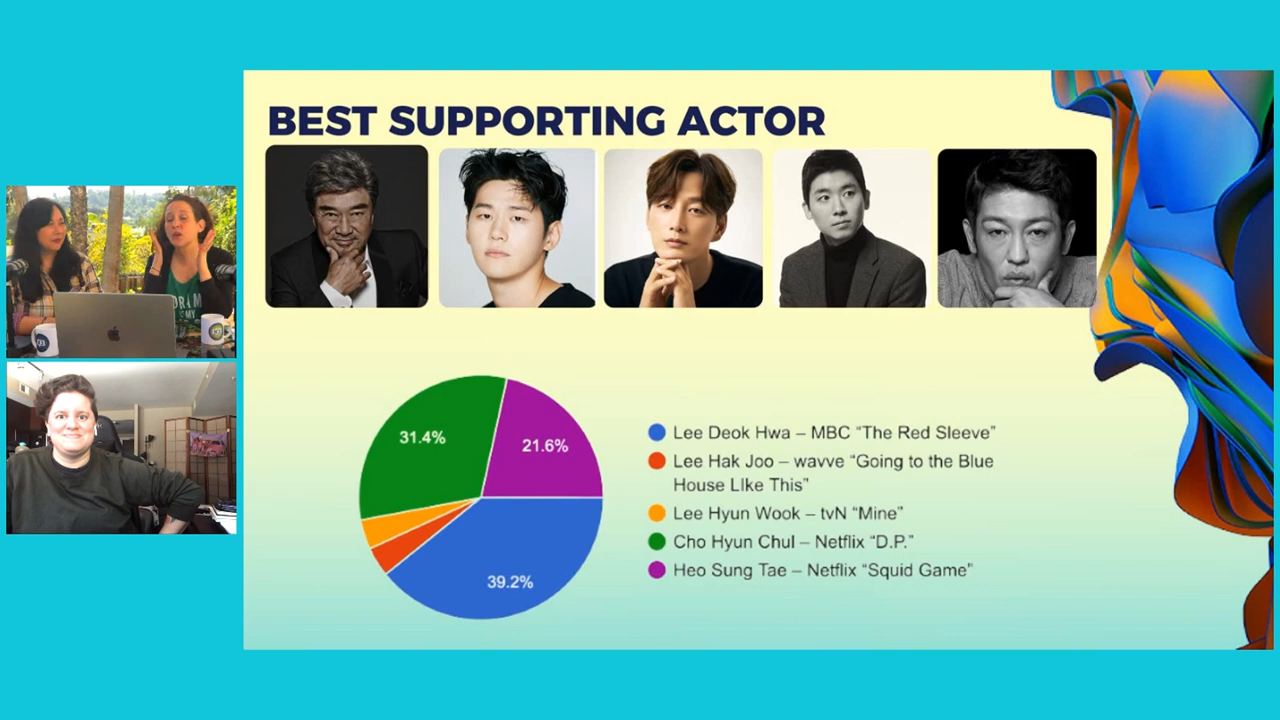 BEST SUPPORTING ACTOR
31.4%
21.6%
39.2%
Lee Deok Hwa – MBC “The Red Sleeve”
Lee Hak Joo – wavve “Going to the Blue
House LIke This”
Lee Hyun Wook – tvN “Mine”
Cho Hyun Chul – Netflix “D.P.”
Heo Sung Tae – Netflix “Squid Game”